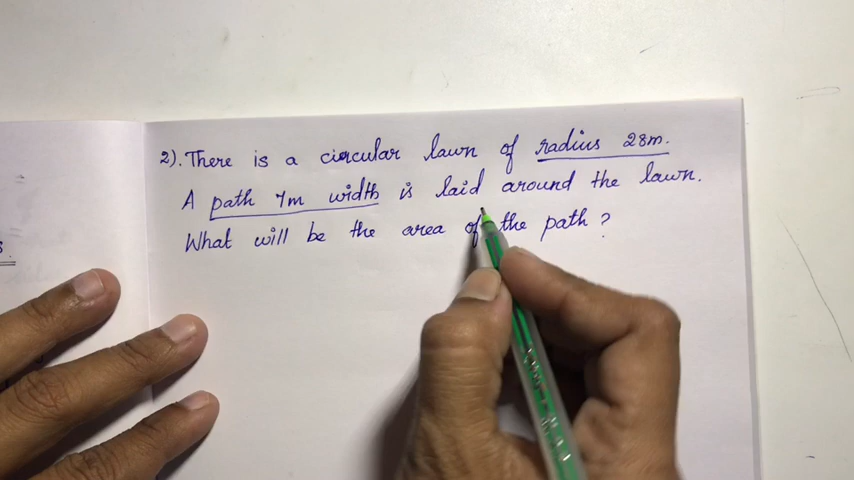 2). There is a circular lawn of radius 28m.
A path 7m width is laid around the lawn.
What will be the area of the path ?